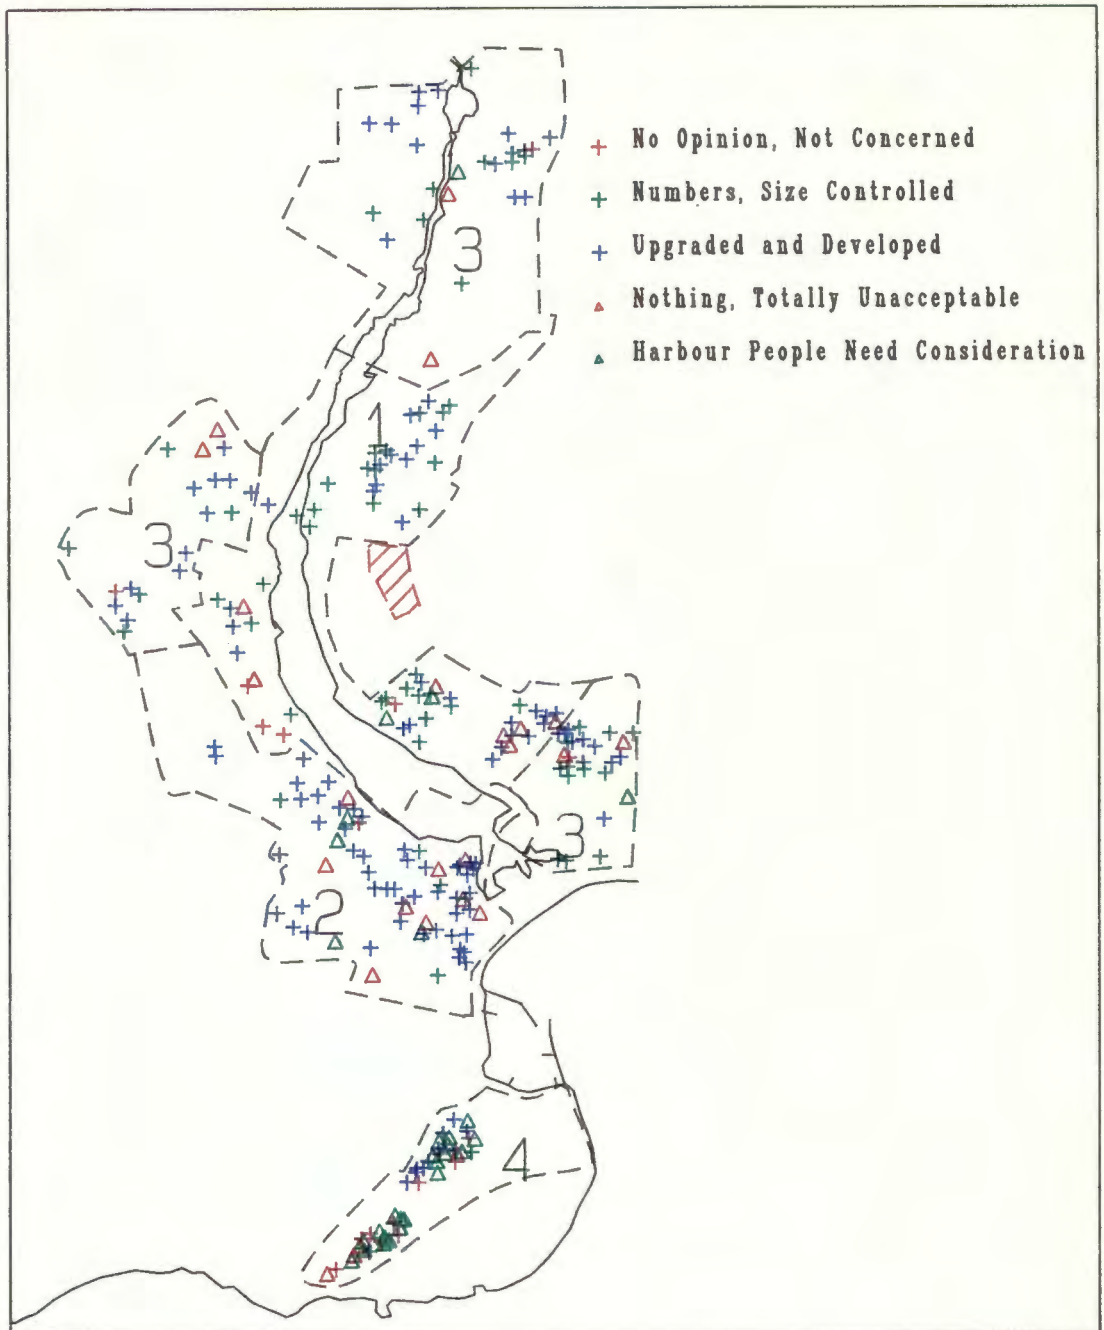 No Opinion, Not Concerned
Numbers, Size Controlled
Upgraded and Developed
3
Nothing, Totally Unacceptable
Harbour People Need Consideration
1
3
3
2
4